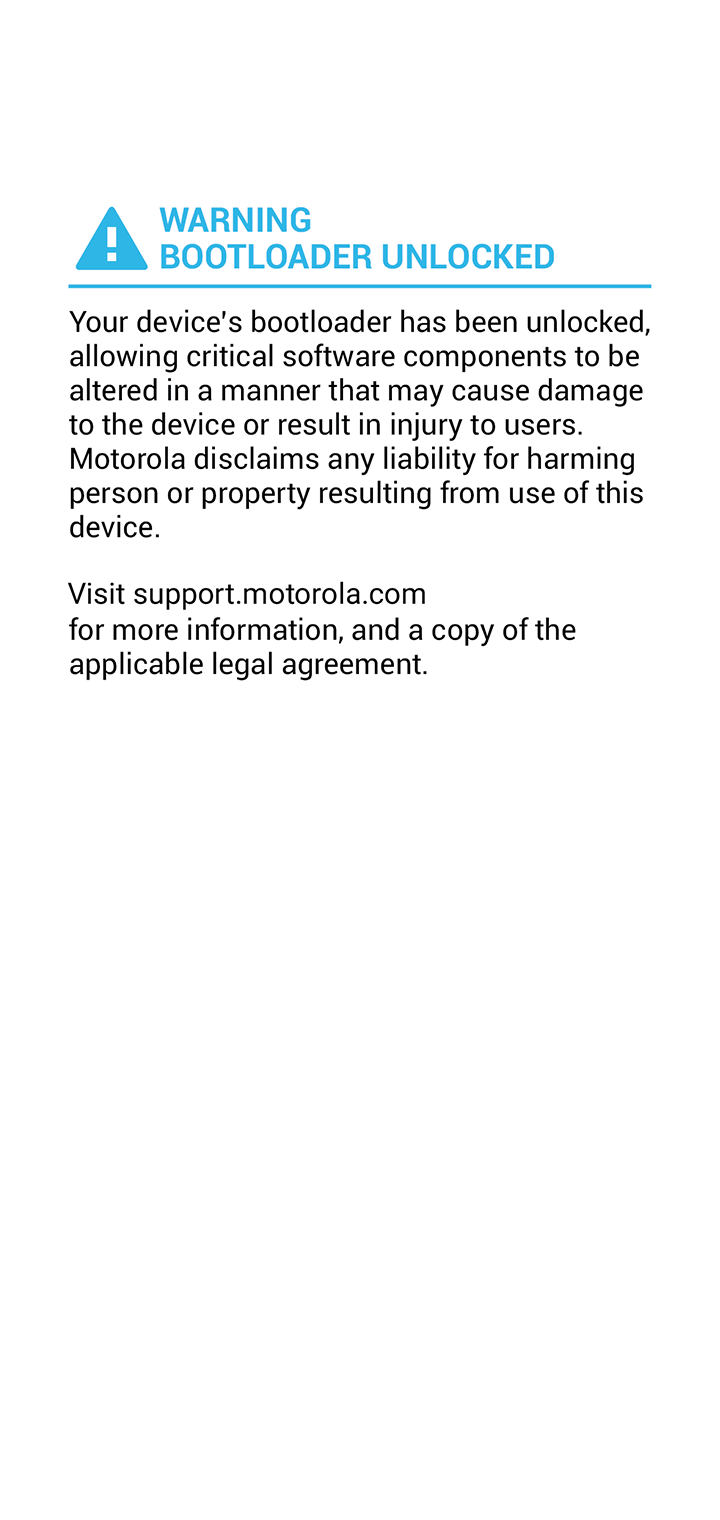 WARNING
BOOTLOADER UNLOCKED
Your device's bootloader has been unlocked,
allowing critical software components to be
altered in a manner that may cause damage
to the device or result in injury to users.
Motorola disclaims any liability for harming
person or property resulting from use of this
device.
Visit support.motorola.com
for more information, and a copy of the
applicable legal agreement.